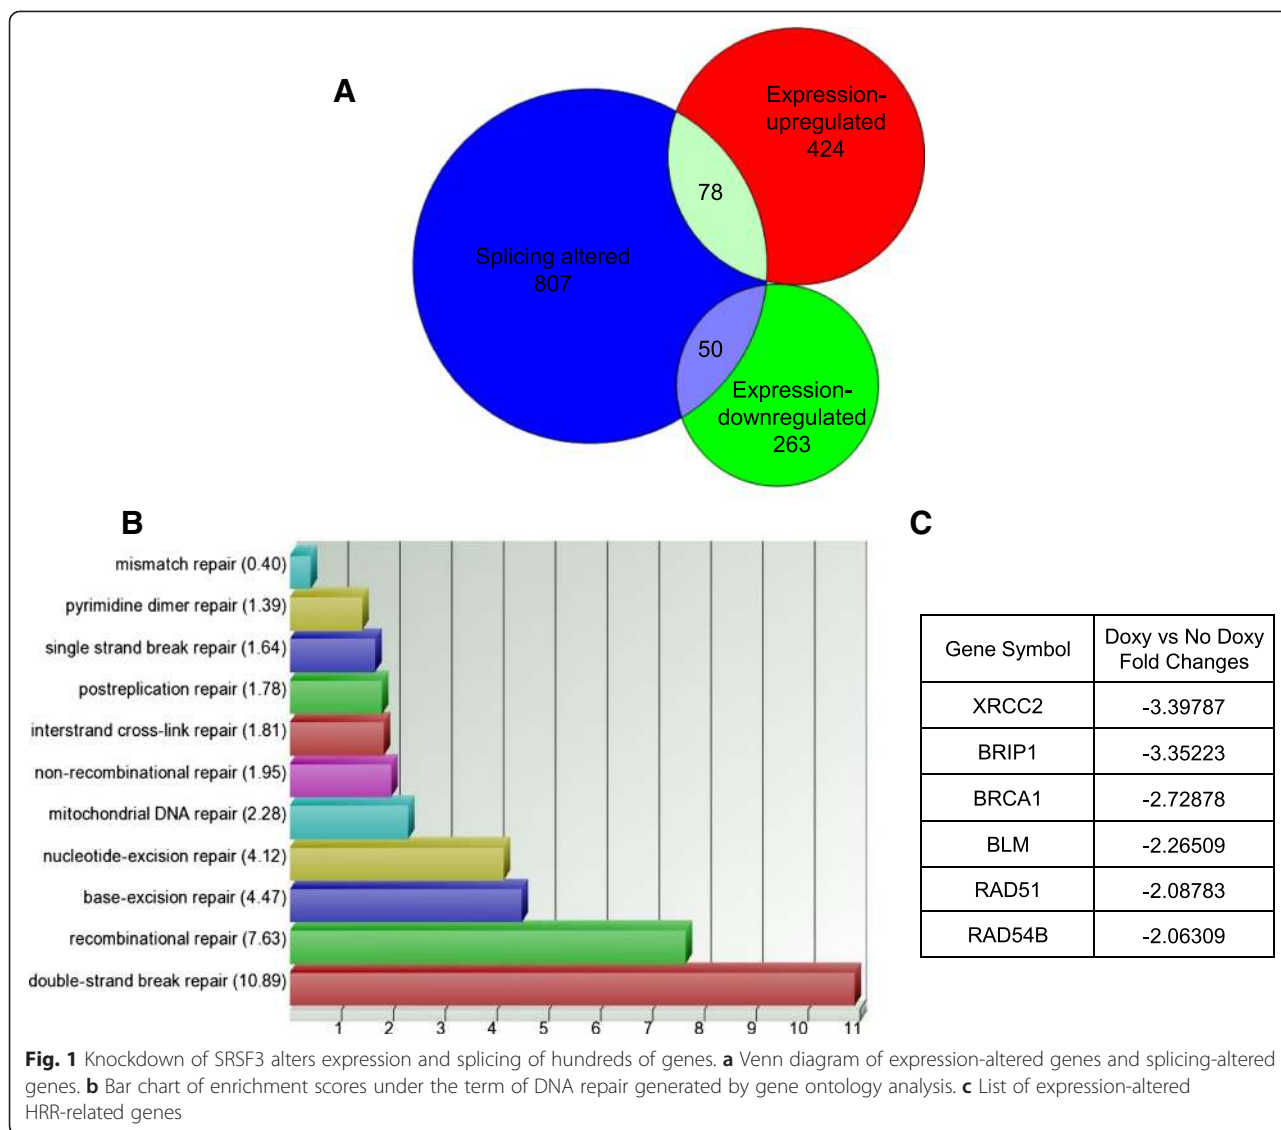 A
Expression-
upregulated
424
78
Splicing altered
807
50
Expression-
downregulated
263
B
mismatch repair (0.40)
pyrimidine dimer repair (1.39)
single strand break repair (1.64)
postreplication repair (1.78)
interstrand cross-link repair (1.81)
non-recombinational repair (1.95)
mitochondrial DNA repair (2.28)
nucleotide-excision repair (4.12)
base-excision repair (4.47)
recombinational repair (7.63)
double-strand break repair (10.89)
1 2 3 4 5 6 7 8 9 10 11
C
Gene Symbol Doxy vs No Doxy
Fold Changes
XRCC2 -3.39787
BRIP1 -3.35223
BRCA1 -2.72878
BLM -2.26509
RAD51 -2.08783
RAD54B -2.06309
Fig. 1 Knockdown of SRSF3 alters expression and splicing of hundreds of genes. a Venn diagram of expression-altered genes and splicing-altered
genes. b Bar chart of enrichment scores under the term of DNA repair generated by gene ontology analysis. c List of expression-altered
HRR-related genes